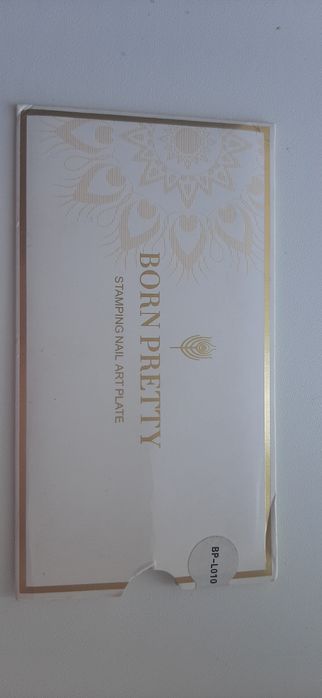 BORN PRETTY
STAMPING NAIL ART PLATE
BP-L010